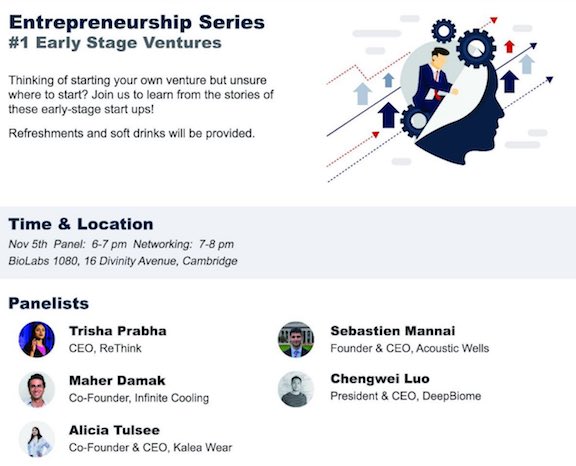 Entrepreneurship Series
#1 Early Stage Ventures
Thinking of starting your own venture but unsure
where to start? Join us to learn from the stories of
these early-stage start ups!
Refreshments and soft drinks will be provided.
Time & Location
Nov 5th  Panel:  6-7 pm  Networking:  7-8 pm
BioLabs 1080, 16 Divinity Avenue, Cambridge
Panelists
Trisha Prabha
CEO, ReThink
Maher Damak
Co-Founder, Infinite Cooling
Alicia Tulsee
Co-Founder & CEO, Kalea Wear
Sebastien Mannai
Founder & CEO, Acoustic Wells
Chengwei Luo
President & CEO, DeepBiome